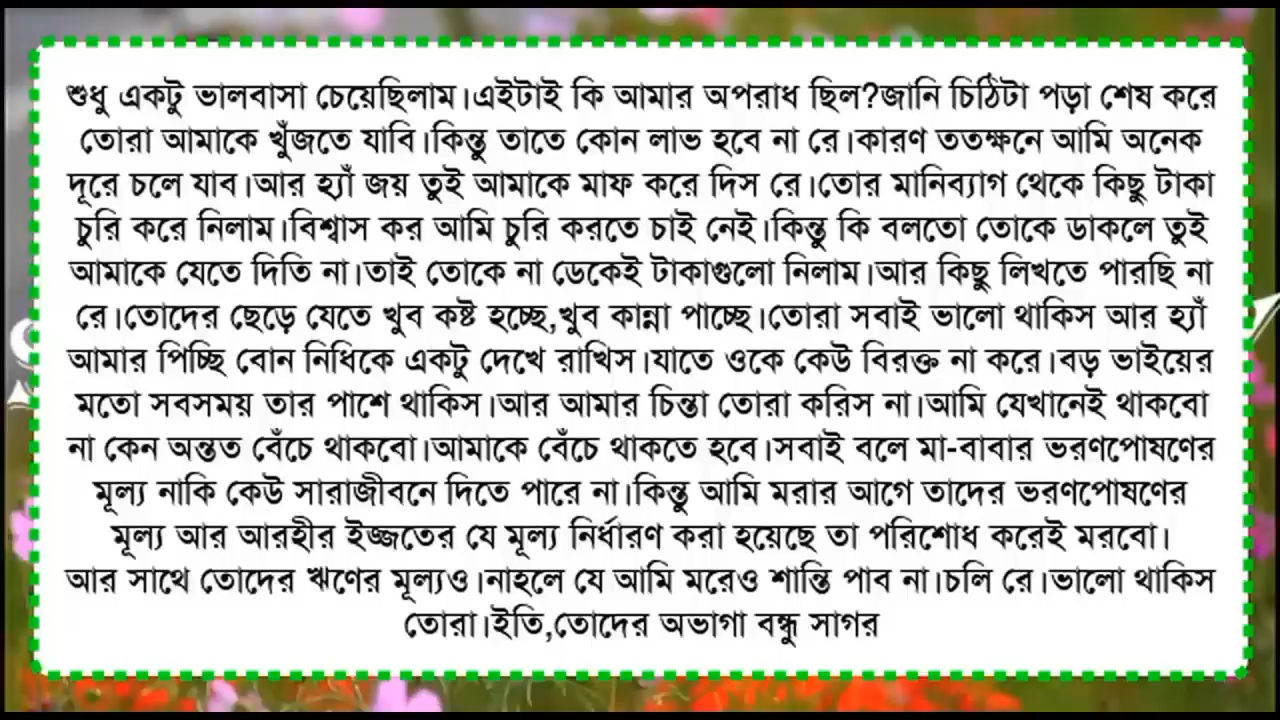 শুধু একটু ভালবাসা চেয়েছিলাম।এইটাই কি আমার অপরাধ ছিল?জানি চিঠিটা পড়া শেষ করে
তোরা আমাকে খুঁজতে যাবি।কিন্তু তাতে কোন লাভ হবে না রে।কারণ ততক্ষনে আমি অনেক
দূরে চলে যাব।আর হ্যাঁ জয় তুই আমাকে মাফ করে দিস রে।তোর মানিব্যাগ থেকে কিছু টাকা
চুরি করে নিলাম।বিশ্বাস কর আমি চুরি করতে চাই নেই।কিন্তু কি বলতো তোকে ডাকলে তুই
আমাকে যেতে দিতি না।তাই তোকে না ডেকেই টাকাগুলো নিলাম।আর কিছু লিখতে পারছি না
রে।তোদের ছেড়ে যেতে খুব কষ্ট হচ্ছে,খুব কান্না পাচ্ছে।তোরা সবাই ভালো থাকিস আর হ্যাঁ
আমার পিচ্ছি বোন নিধিকে একটু দেখে রাখিস।যাতে ওকে কেউ বিরক্ত না করে।বড় ভাইয়ের
মতো সবসময় তার পাশে থাকিস।আর আমার চিন্তা তোরা করিস না।আমি যেখানেই থাকবো
না কেন অন্তত বেঁচে থাকবো।আমাকে বেঁচে থাকতে হবে।সবাই বলে মা-বাবার ভরণপোষণের
মূল্য নাকি কেউ সারাজীবনে দিতে পারে না।কিন্তু আমি মরার আগে তাদের ভরণপোষণের
মূল্য আর আরহীর ইজ্জতের যে মূল্য নির্ধারণ করা হয়েছে তা পরিশোধ করেই মরবো।
আর সাথে তোদের ঋণের মূল্যও।নাহলে যে আমি মরেও শান্তি পাব না।চলি রে।ভালো থাকিস
তোরা।ইতি,তোদের অভাগা বন্ধু সাগর